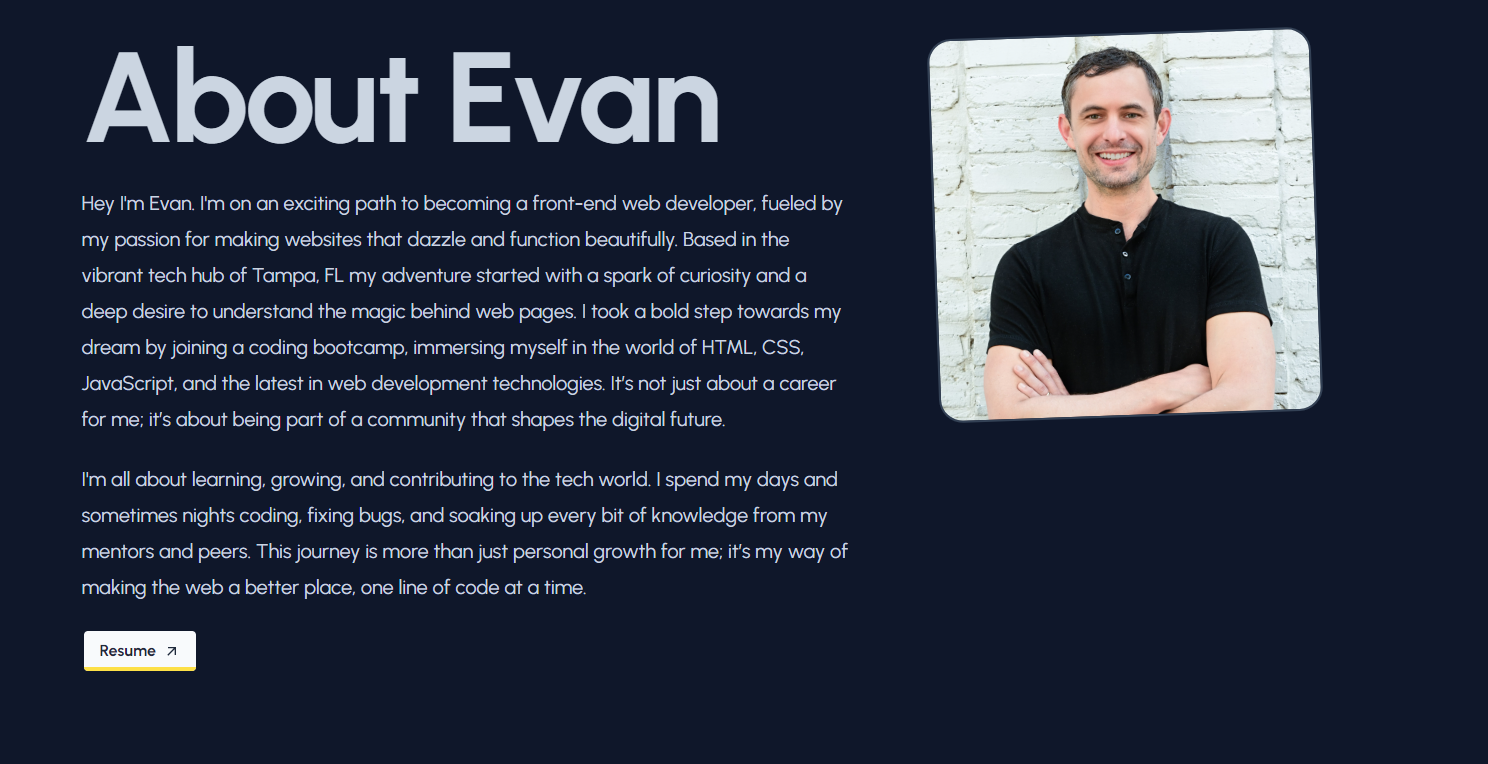 About Evan
Hey I'm Evan. I'm on an exciting path to becoming a front-end web developer, fueled by
my passion for making websites that dazzle and function beautifully. Based in the
vibrant tech hub of Tampa, FL my adventure started with a spark of curiosity and a
deep desire to understand the magic behind web pages. I took a bold step towards my
dream by joining a coding bootcamp, immersing myself in the world of HTML, CSS,
JavaScript, and the latest in web development technologies. It's not just about a career
for me; it's about being part of a community that shapes the digital future.
I'm all about learning, growing, and contributing to the tech world. I spend my days and
sometimes nights coding, fixing bugs, and soaking up every bit of knowledge from my
mentors and peers. This journey is more than just personal growth for me; it's my way of
making the web a better place, one line of code at a time.
Resume